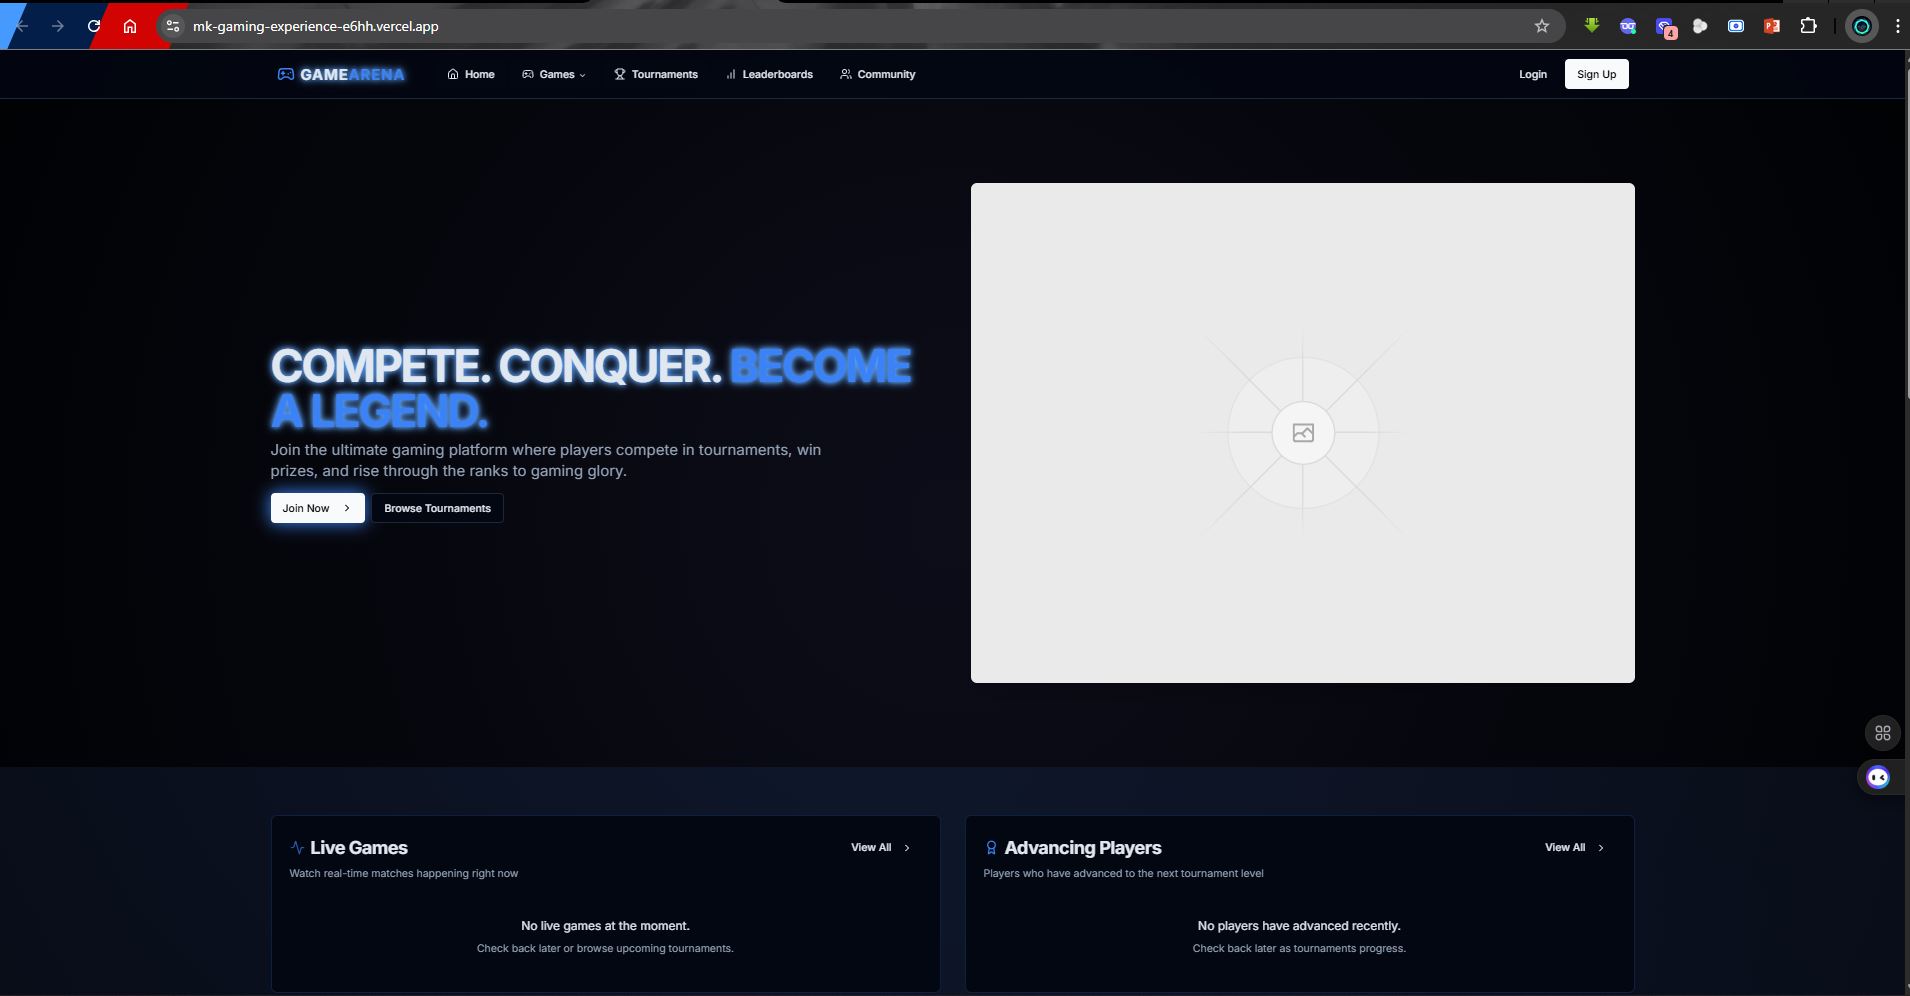 mk-gaming-experience-e6hh.vercel.app
4
GAMEARENA
Home
Games
Tournaments
Leaderboards
Community
Login
Sign Up
COMPETE. CONQUER. BECOME
A LEGEND.
Join the ultimate gaming platform where players compete in tournaments, win
prizes, and rise through the ranks to gaming glory.
Join Now
Browse Tournaments
Live Games
View All
Watch real-time matches happening right now
No live games at the moment.
Check back later or browse upcoming tournaments.
Advancing Players
View All
Players who have advanced to the next tournament level
No players have advanced recently.
Check back later as tournaments progress.